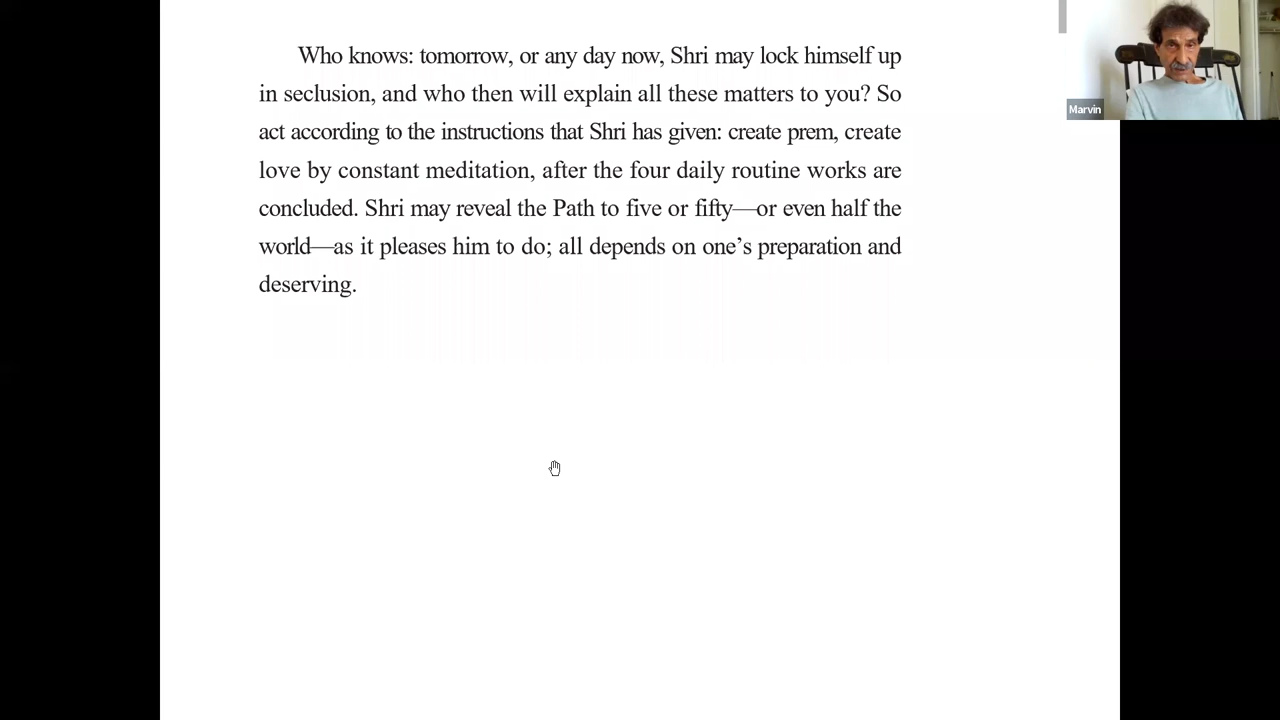 Who knows: tomorrow, or any day now, Shri may lock himself up
in seclusion, and who then will explain all these matters to you? So
act according to the instructions that Shri has given: create prem, create
love by constant meditation, after the four daily routine works are
concluded. Shri may reveal the Path to five or fifty—or even half the
world—as it pleases him to do; all depends on one’s preparation and
deserving.
Marvin